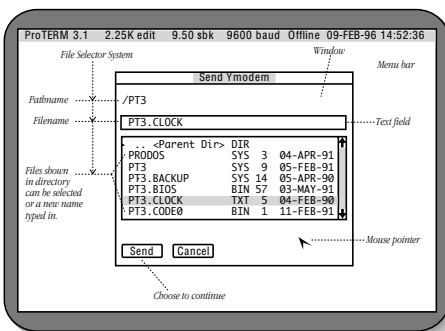 ProTERM 3.1 2.25K edit 9.50 sbk 9600 baud Offline 09-FEB-96 14:52:36
File Selector System
Window
Menu bar
Send Ymodem
Pathname
/PT3
Filename
PT3.CLOCK
Text field
.. <Parent Dir> DIR
PRODOS SYS 3 04-APR-91
PT3 SYS 9 05-FEB-91
PT3.BACKUP SYS 14 05-APR-90
PT3.BIOS BIN 57 03-MAY-91
PT3.CLOCK TXT 5 04-FEB-90
PT3.CODE0 BIN 1 11-FEB-91
Files shown
in directory
can be selected
or a new name
typed in.
Send Cancel
Mouse pointer
Choose to continue